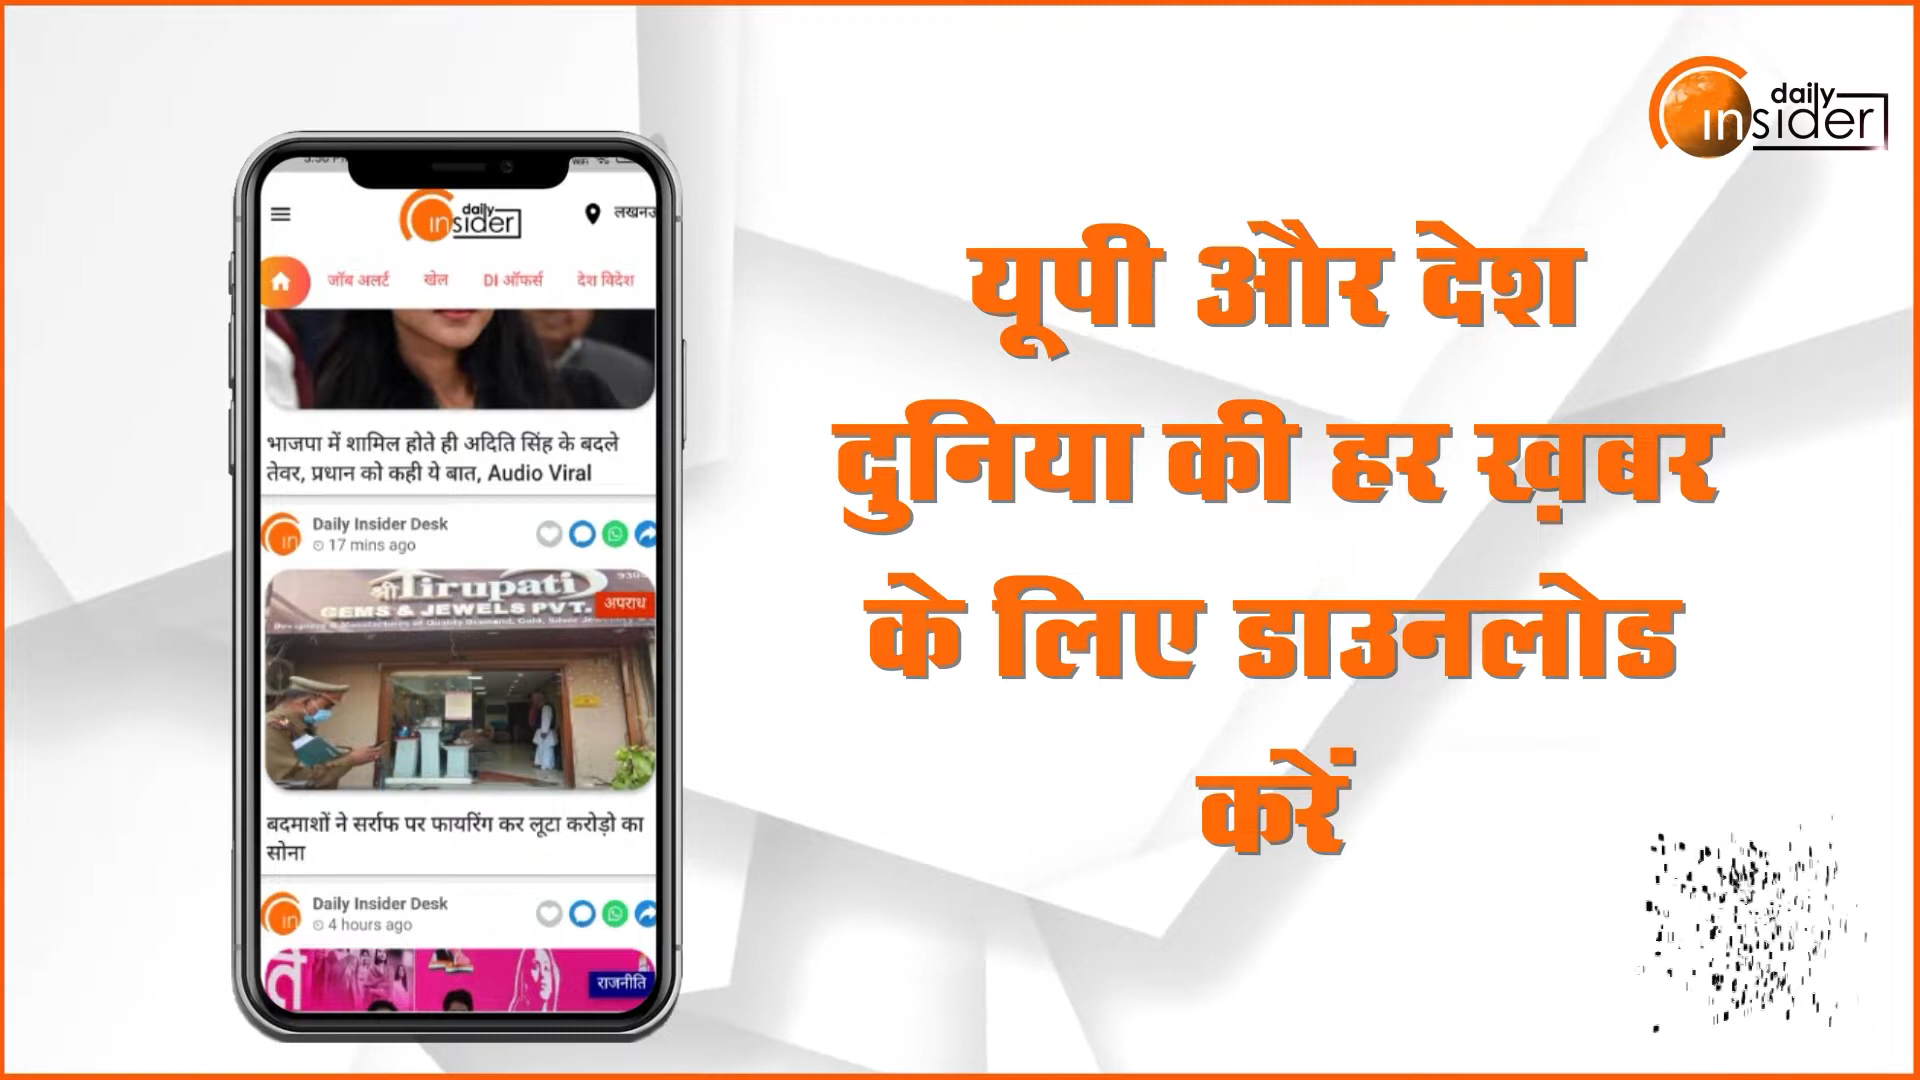 daily
insider
यूपी और देश
दुनिया की हर ख़बर
के लिए डाउनलोड
करें
daily
insider
जॉब अलर्ट खेल DI ऑफर्स देश विदेश
भाजपा में शामिल होते ही अदिति सिंह के बदले
तेवर, प्रधान को कही ये बात, Audio Viral
Daily Insider Desk
17 mins ago
श्री Tirupati
GEMS & JEWELS PVT.
अपराध
बदमाशों ने सर्राफ पर फायरिंग कर लूटा करोड़ो का
सोना
Daily Insider Desk
4 hours ago
राजनीति